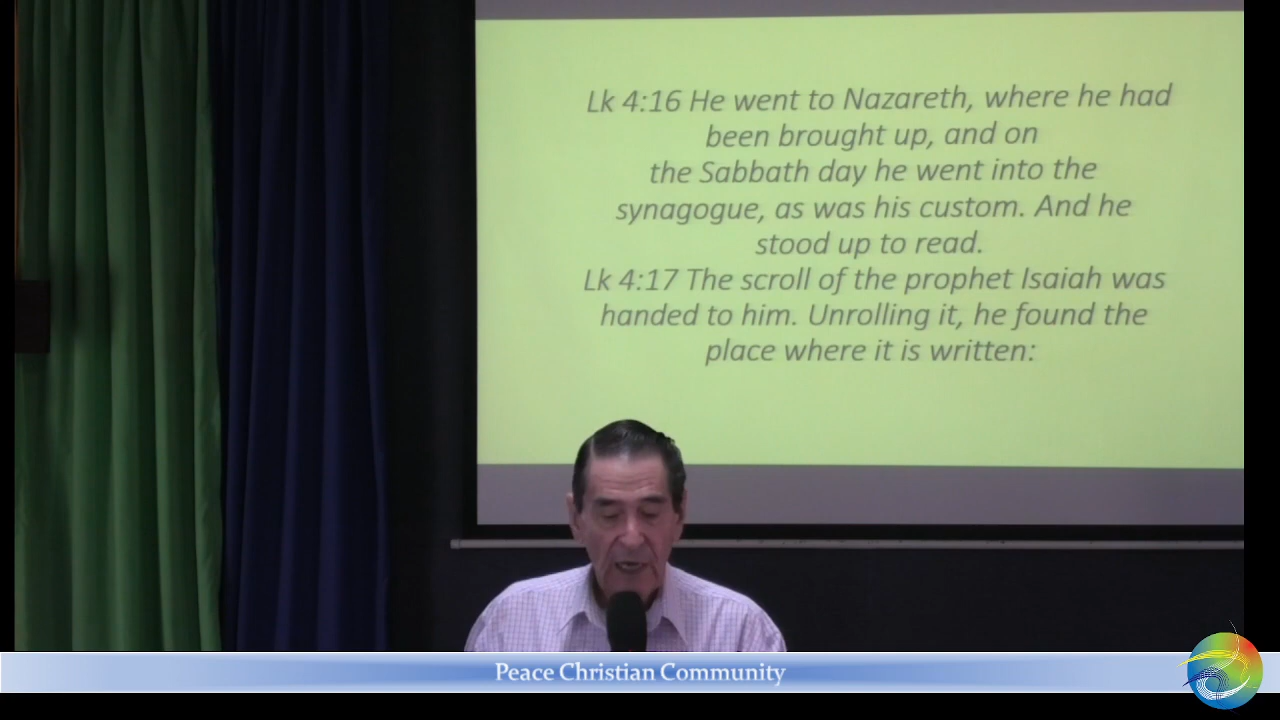 Lk 4:16 He went to Nazareth, where he had
been brought up, and on
the Sabbath day he went into the
synagogue, as was his custom. And he
stood up to read.
Lk 4:17 The scroll of the prophet Isaiah was
handed to him. Unrolling it, he found the
place where it is written:
Peace Christian Community